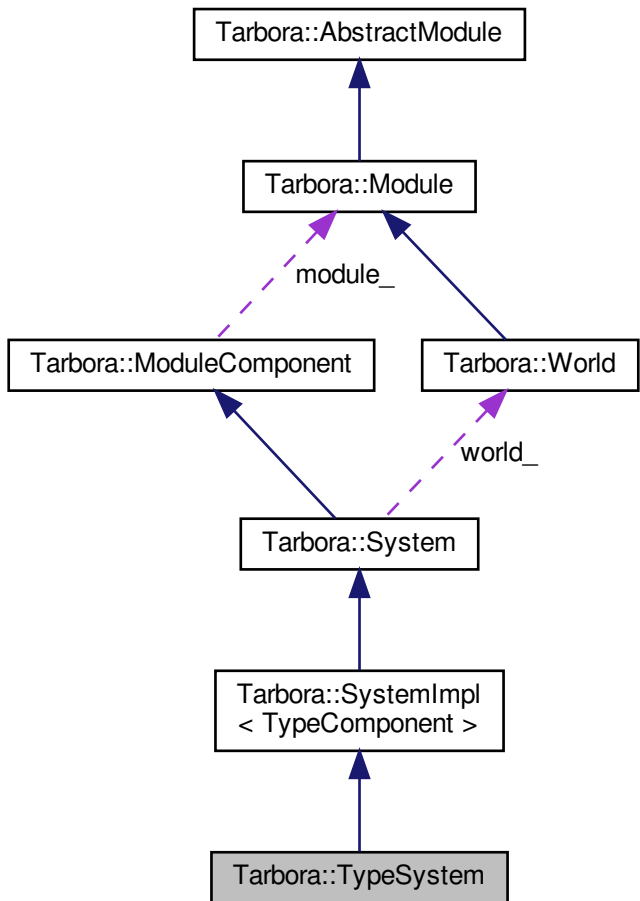 Tarbora::AbstractModule
Tarbora::Module
module_
Tarbora::ModuleComponent
Tarbora::World
world_
Tarbora::System
Tarbora::SystemImpl
< TypeComponent >
Tarbora::TypeSystem